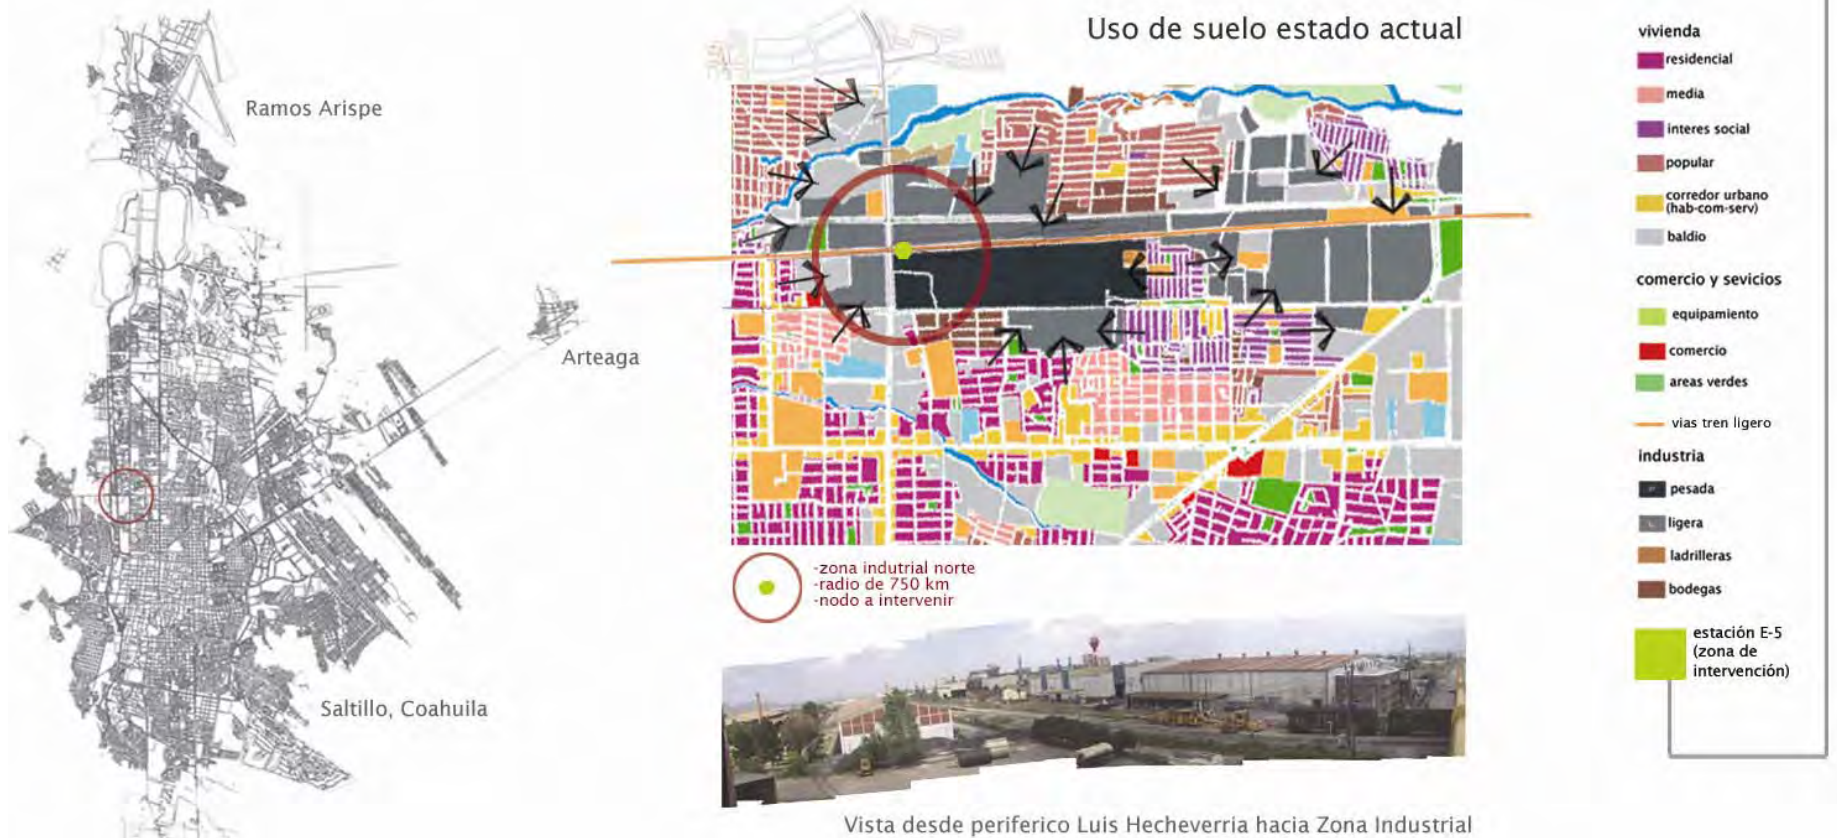 Uso de suelo estado actual
Ramos Arispe
Arteaga
Saltillo, Coahuila
-zona indutrial norte
-radio de 750 km
-nodo a intervenir
Vista desde periferico Luis Hecheverria hacia Zona Industrial
vivienda
residencial
media
interes social
popular
corredor urbano
(hab-com-serv)
baldio
comercio y sevicios
equipamiento
comercio
areas verdes
vias tren ligero
industria
pesada
ligera
ladrilleras
bodegas
estación E-5
(zona de
intervención)